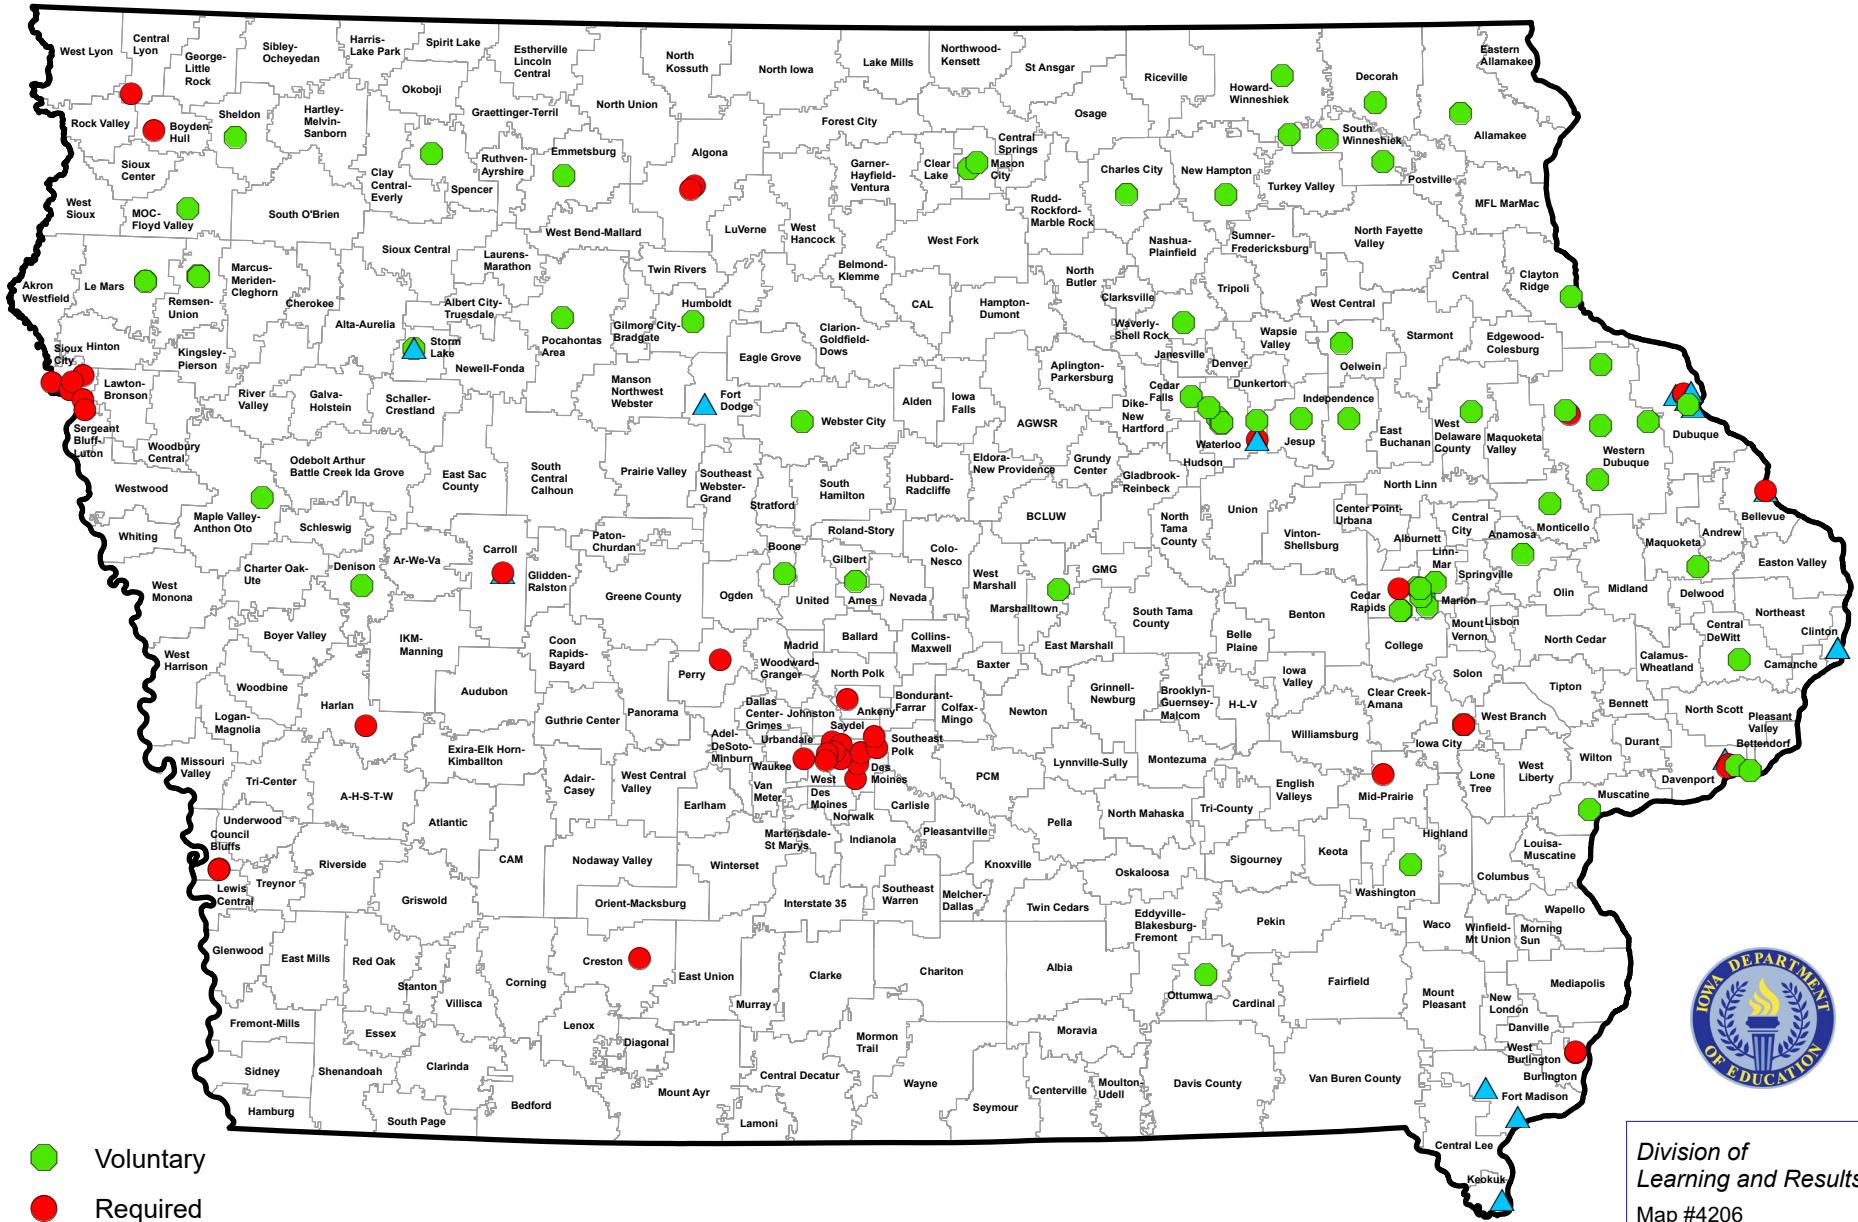 West Lyon
Central
Lyon
George-
Little
Rock
Sibley-
Ocheyedan
Harris-
Lake Park
Spirit Lake
Estherville
Lincoln
Central
North
Kossuth
North Iowa
Lake Mills
Northwood-
Kensett
St Ansgar
Riceville
Howard-
Winneshiek
Decorah
Eastern
Allamakee
Okoboji
Graettinger-Terril
North Union
Forest City
Osage
Rock Valley
Boyden-
Hull
Sheldon
Hartley-
Melvin-
Sanborn
Central
Springs
South
Winneshiek
Allamakee
Sioux
Center
Clay
Central-
Everly
Ruthven-
Ayrshire
Emmetsburg
Algona
Garner-
Hayfield-
Ventura
Clear
Lake
Mason
City
Charles City
New Hampton
Turkey Valley
Postville
Spencer
West
Sioux
MOC-
Floyd Valley
South O'Brien
Rudd-
Rockford-
Marble Rock
MFL MarMac
West Bend-Mallard
LuVerne
West
Hancock
West Fork
Nashua-
Plainfield
Sumner-
Fredericksburg
North Fayette
Valley
Sioux Central
Laurens-
Marathon
Twin Rivers
Belmond-
Klemme
North
Butler
Central
Clayton
Ridge
Akron
Westfield
Le Mars
Remsen-
Union
Marcus-
Meriden-
Cleghorn
Cherokee
Albert City-
Truesdale
Humboldt
CAL
Hampton-
Dumont
Clarksville
Tripoli
West Central
Alta-Aurelia
Pocahontas
Area
Gilmore City-
Bradgate
Clarion-
Goldfield-
Dows
Waverly-
Shell Rock
Wapsie
Valley
Starmont
Edgewood-
Colesburg
Sioux
City
Hinton
Kingsley-
Pierson
Storm
Lake
Newell-Fonda
Eagle Grove
Janesville
Denver
Oelwein
Lawton-
Bronson
River
Valley
Galva-
Holstein
Schaller-
Crestland
Manson
Northwest
Webster
Fort
Dodge
Alden
Iowa
Falls
Aplington-
Parkersburg
Cedar
Falls
Dunkerton
Independence
Sergeant
Bluff-
Luton
Webster City
AGWSR
Dike-
New
Hartford
Waterloo
Jesup
East
Buchanan
West
Delaware
County
Maquoketa
Valley
Western
Dubuque
Dubuque
Woodbury
Central
Odebolt Arthur
Battle Creek Ida Grove
East Sac
County
South
Central
Calhoun
Prairie Valley
Southeast
Webster-
Grand
South
Hamilton
Hubbard-
Radcliffe
Eldora-
New Providence
Grundy
Center
Gladbrook-
Reinbeck
Hudson
North Linn
Westwood
Maple Valley-
Anthon Oto
Schleswig
Stratford
BCLUW
Union
Center Point-
Urbana
Central
City
Monticello
Bellevue
Whiting
Roland-Story
North
Tama
County
Vinton-
Shellsburg
Alburnett
Anamosa
Andrew
Maquoketa
Charter Oak-
Ute
Denison
Ar-We-Va
Carroll
Paton-
Churdan
Boone
Gilbert
Colo-
Nesco
West
Marshall
GMG
Linn-
Mar
Springville
Easton Valley
West
Monona
Glidden-
Ralston
Greene County
Ogden
United
Ames
Nevada
Marshalltown
South Tama
County
Benton
Cedar
Rapids
Marion
Olin
Midland
Delwood
Northeast
Boyer Valley
IKM-
Manning
Coon
Rapids-
Bayard
Madrid
Ballard
Collins-
Maxwell
East Marshall
Belle
Plaine
College
Mount
Vernon
Lisbon
North Cedar
Central
DeWitt
Clinton
West
Harrison
Woodbine
Audubon
Perry
Woodward-
Granger
North Polk
Baxter
Iowa
Valley
Solon
Calamus-
Wheatland
Camanche
Logan-
Magnolia
Harlan
Guthrie Center
Panorama
Dallas
Center-
Grimes
Johnston
Ankeny
Bondurant-
Farrar
Colfax-
Mingo
Newton
Grinnell-
Newburg
Brooklyn-
Guernsey-
Malcom
H-L-V
Clear Creek-
Amana
Tipton
Bennett
North Scott
Pleasant
Valley
Saydel
Urbandale
Southeast
Polk
Williamsburg
Iowa City
West Branch
Durant
Bettendorf
Missouri
Valley
Tri-Center
Exira-Elk Horn-
Kimballton
Adair-
Casey
West Central
Valley
Adel-
DeSoto-
Minburn
Waukee
Van
Meter
West
Des
Moines
Des
Moines
PCM
Lynnville-Sully
Montezuma
English
Valleys
Mid-Prairie
Lone
Tree
West
Liberty
Wilton
Davenport
Muscatine
A-H-S-T-W
Underwood
Atlantic
Earlham
Norwalk
Carlisle
North Mahaska
Tri-County
Council
Bluffs
Martensdale-
St Marys
Indianola
Pleasantville
Pella
Highland
Louisa-
Muscatine
Lewis
Central
Treynor
Riverside
CAM
Nodaway Valley
Winterset
Knoxville
Oskaloosa
Sigourney
Keota
Washington
Columbus
Griswold
Orient-Macksburg
Interstate 35
Southeast
Warren
Melcher-
Dallas
Twin Cedars
Eddyville-
Blakesburg-
Fremont
Pekin
Waco
Winfield-
Mt Union
Wapello
Morning
Sun
Glenwood
East Mills
Red Oak
Stanton
Villisca
Corning
Creston
East Union
Clarke
Chariton
Albia
Ottumwa
Cardinal
Fairfield
Mount
Pleasant
Mediapolis
New
London
Danville
Fremont-Mills
Essex
Lenox
Diagonal
Murray
Mormon
Trail
Moravia
West
Burlington
Burlington
Sidney
Shenandoah
Clarinda
Bedford
Mount Ayr
Central Decatur
Wayne
Centerville
Moulton-
Udell
Davis County
Van Buren County
Fort Madison
Hamburg
South Page
Lamoni
Seymour
Central Lee
Keokuk
IOWA DEPARTMENT
OF EDUCATION
Voluntary
Required
Division of
Learning and Results
Map #4206